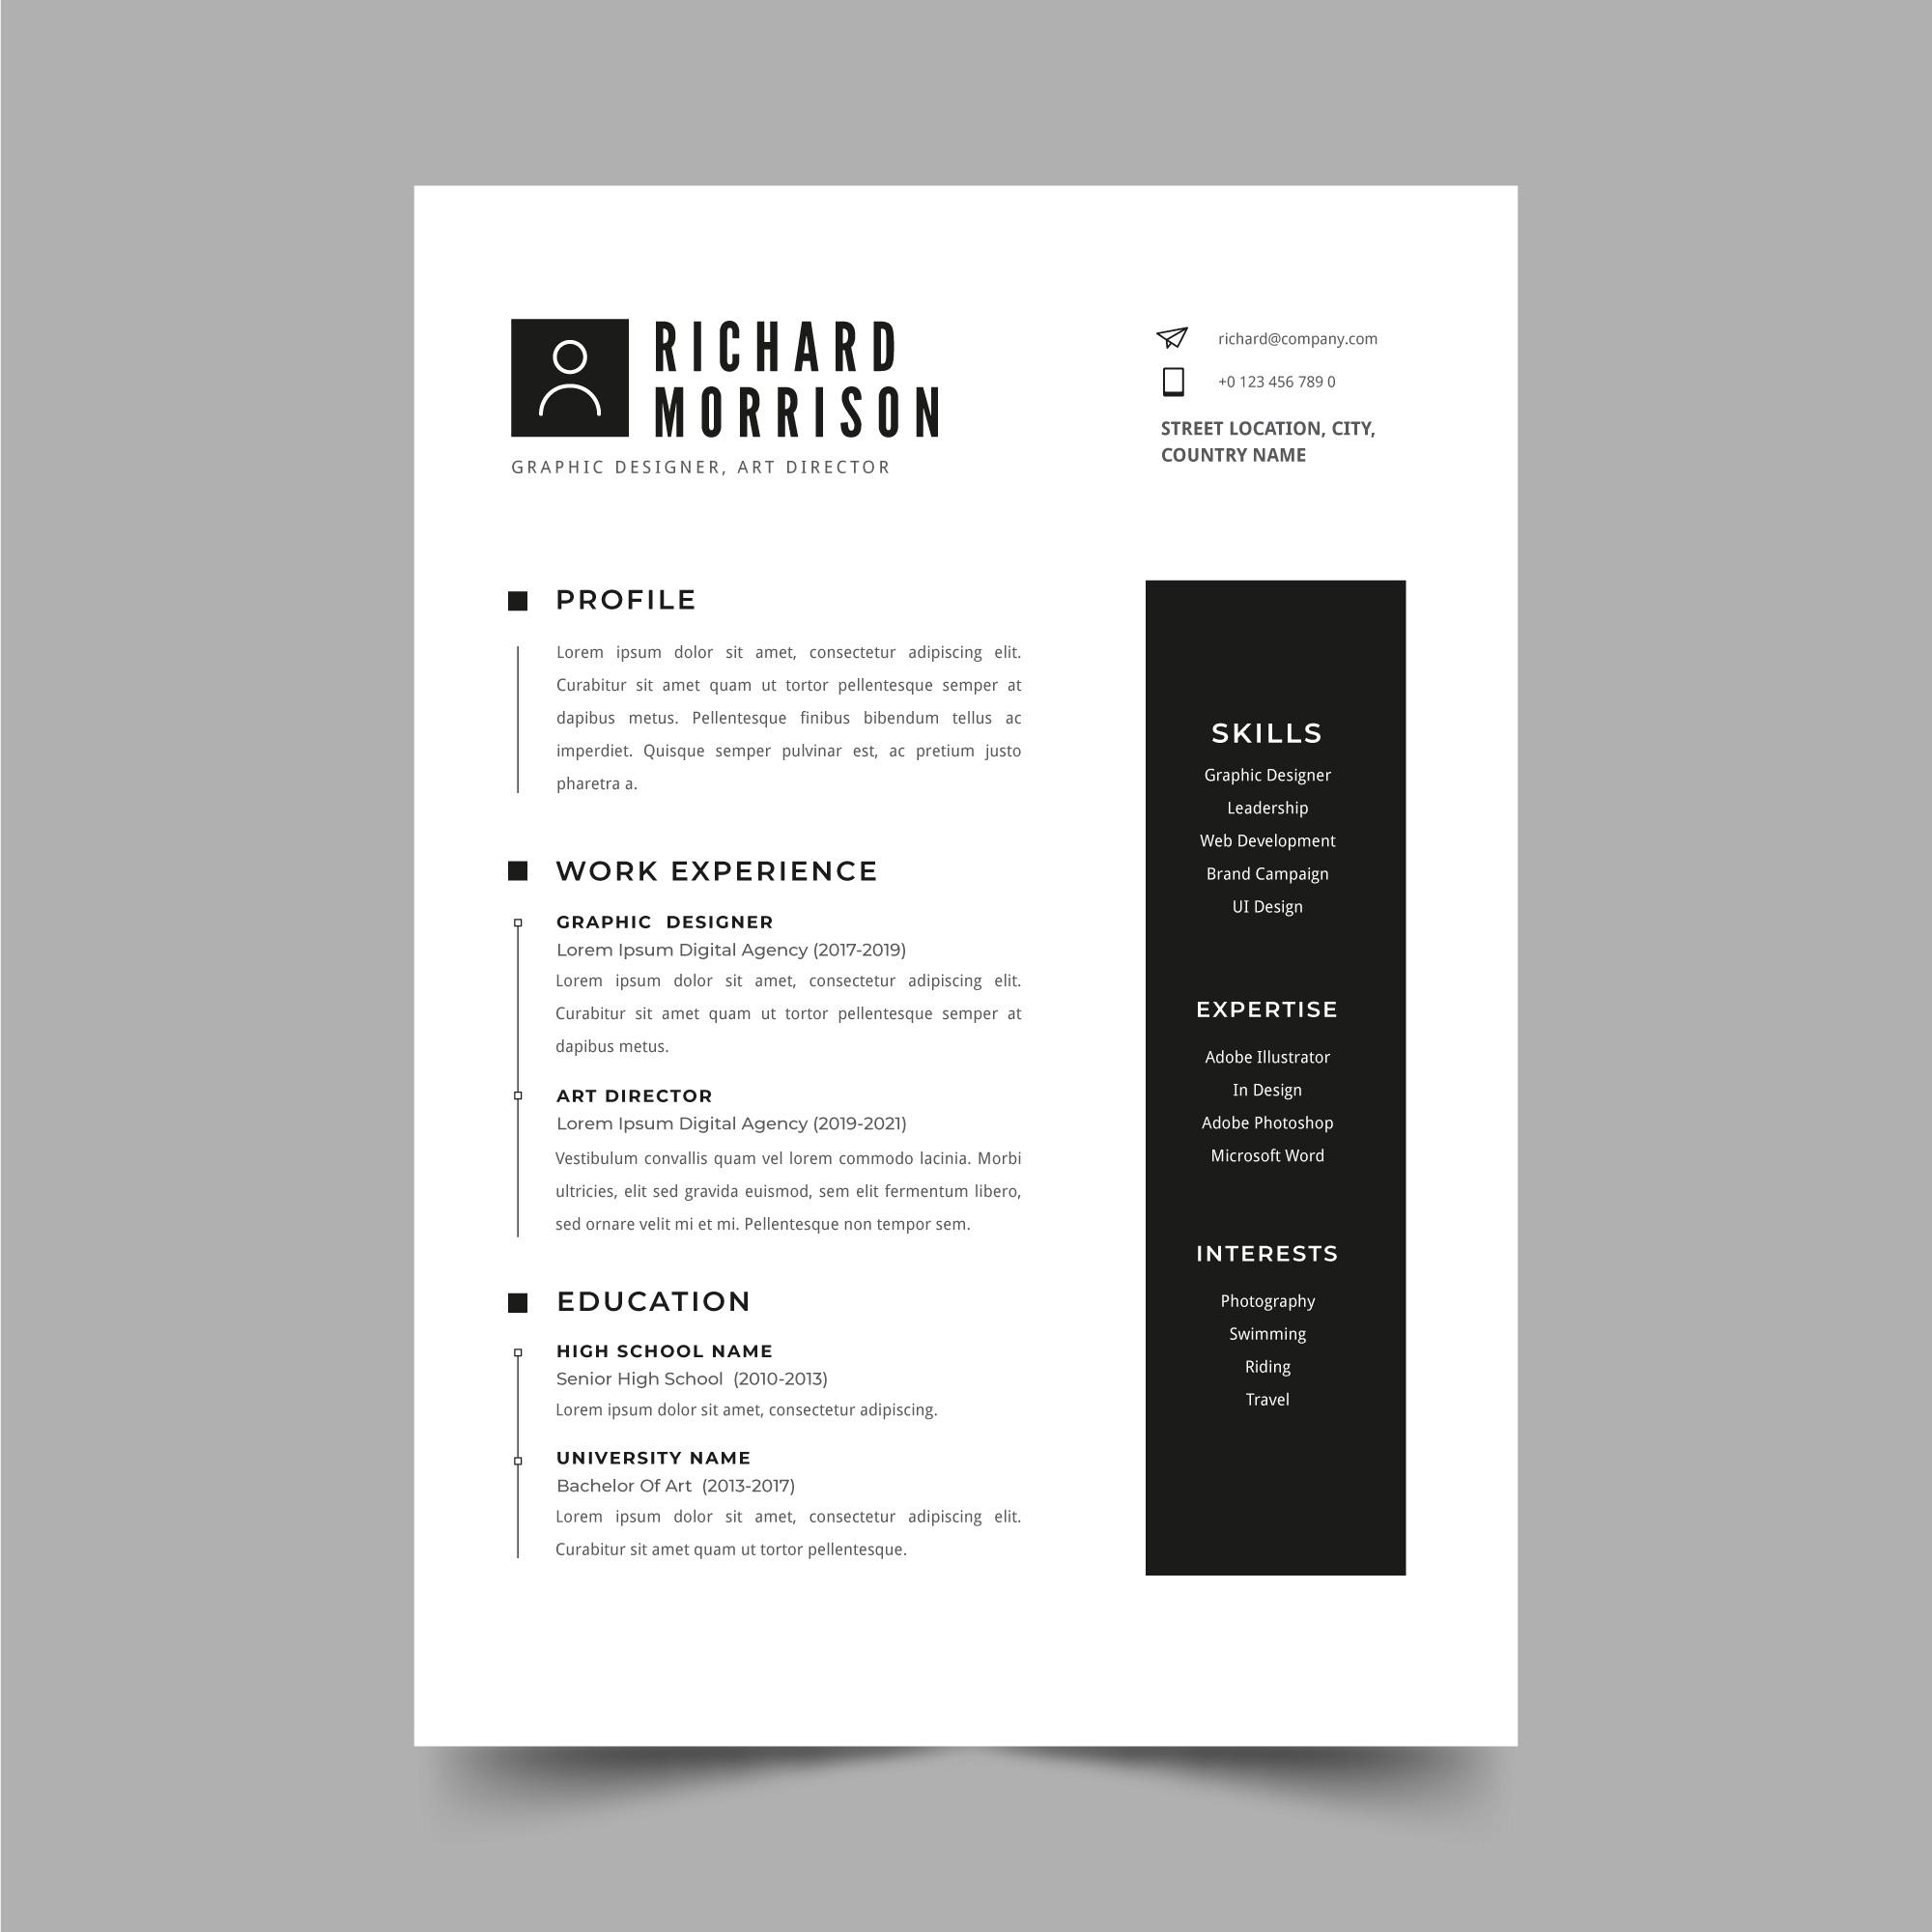 RICHARD
MORRISON
GRAPHIC DESIGNER, ART DIRECTOR
richard@company.com
+0 123 456 789 0
STREET LOCATION, CITY,
COUNTRY NAME
PROFILE
Lorem ipsum dolor sit amet, consectetur adipiscing elit.
Curabitur sit amet quam ut tortor pellentesque semper at
dapibus metus. Pellentesque finibus bibendum tellus ac
imperdiet. Quisque semper pulvinar est, ac pretium justo
pharetra a.
WORK EXPERIENCE
GRAPHIC DESIGNER
Lorem Ipsum Digital Agency (2017-2019)
Lorem ipsum dolor sit amet, consectetur adipiscing elit.
Curabitur sit amet quam ut tortor pellentesque semper at
dapibus metus.
ART DIRECTOR
Lorem Ipsum Digital Agency (2019-2021)
Vestibulum convallis quam vel lorem commodo lacinia. Morbi
ultricies, elit sed gravida euismod, sem elit fermentum libero,
sed ornare velit mi et mi. Pellentesque non tempor sem.
EDUCATION
HIGH SCHOOL NAME
Senior High School (2010-2013)
Lorem ipsum dolor sit amet, consectetur adipiscing.
UNIVERSITY NAME
Bachelor Of Art (2013-2017)
Lorem ipsum dolor sit amet, consectetur adipiscing elit.
Curabitur sit amet quam ut tortor pellentesque.
SKILLS
Graphic Designer
Leadership
Web Development
Brand Campaign
UI Design
EXPERTISE
Adobe Illustrator
In Design
Adobe Photoshop
Microsoft Word
INTERESTS
Photography
Swimming
Riding
Travel